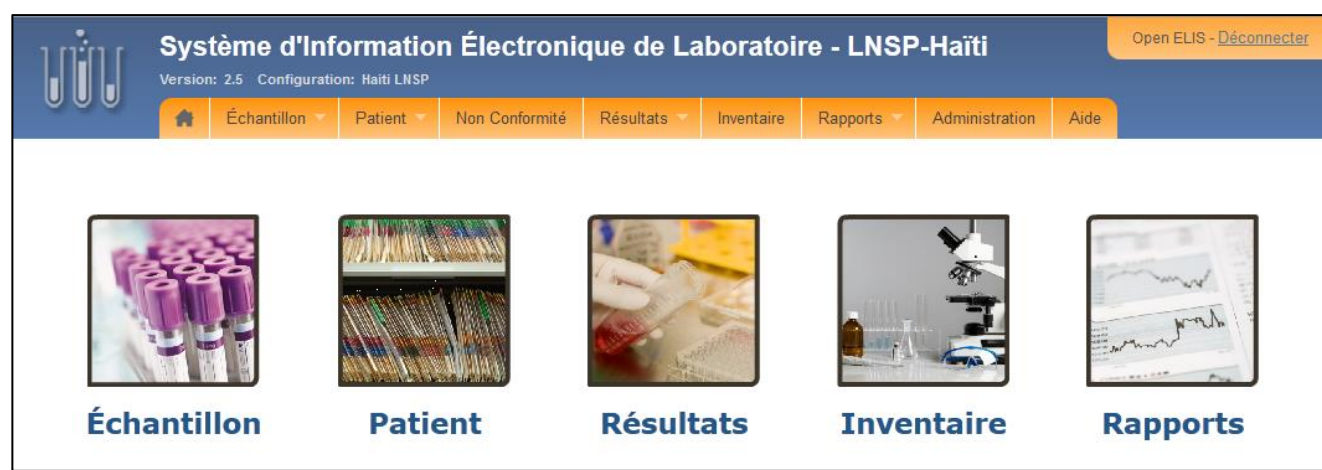 Système d'Information Électronique de Laboratoire - LNSP-Haïti
Open ELIS - Déconnecter
Version: 2.5 Configuration: Haiti LNSP
Échantillon Patient Non Conformité Résultats Inventaire Rapports Administration Aide
Échantillon Patient Résultats Inventaire Rapports